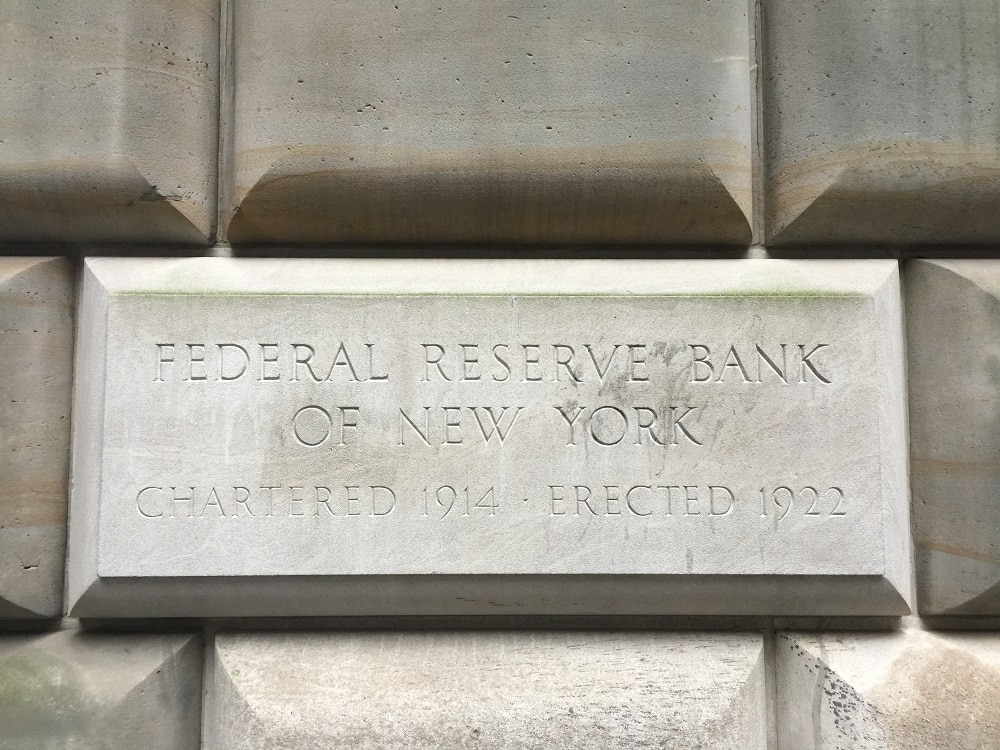 FEDERAL RESERVE BANK
OF NEW YORK
CHARTERED 1914 · ERECTED 1922